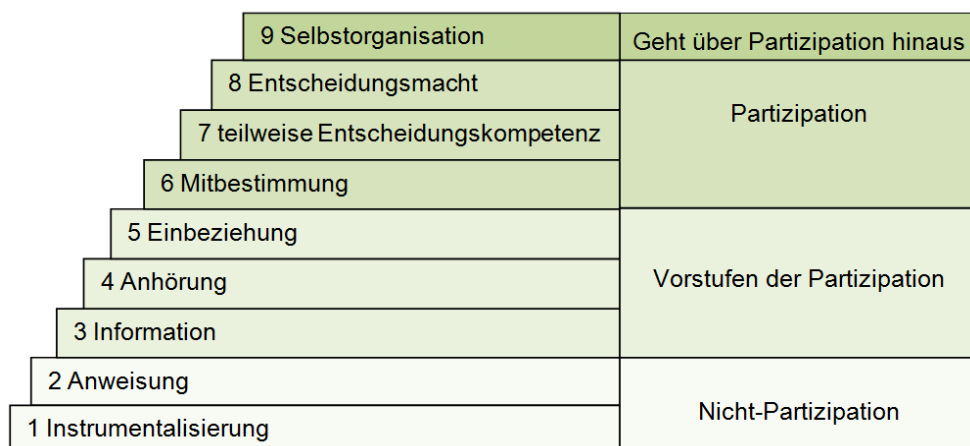 9 Selbstorganisation
Geht über Partizipation hinaus
8 Entscheidungsmacht
Partizipation
7 teilweise Entscheidungskompetenz
6 Mitbestimmung
5 Einbeziehung
4 Anhörung
Vorstufen der Partizipation
3 Information
2 Anweisung
Nicht-Partizipation
1 Instrumentalisierung